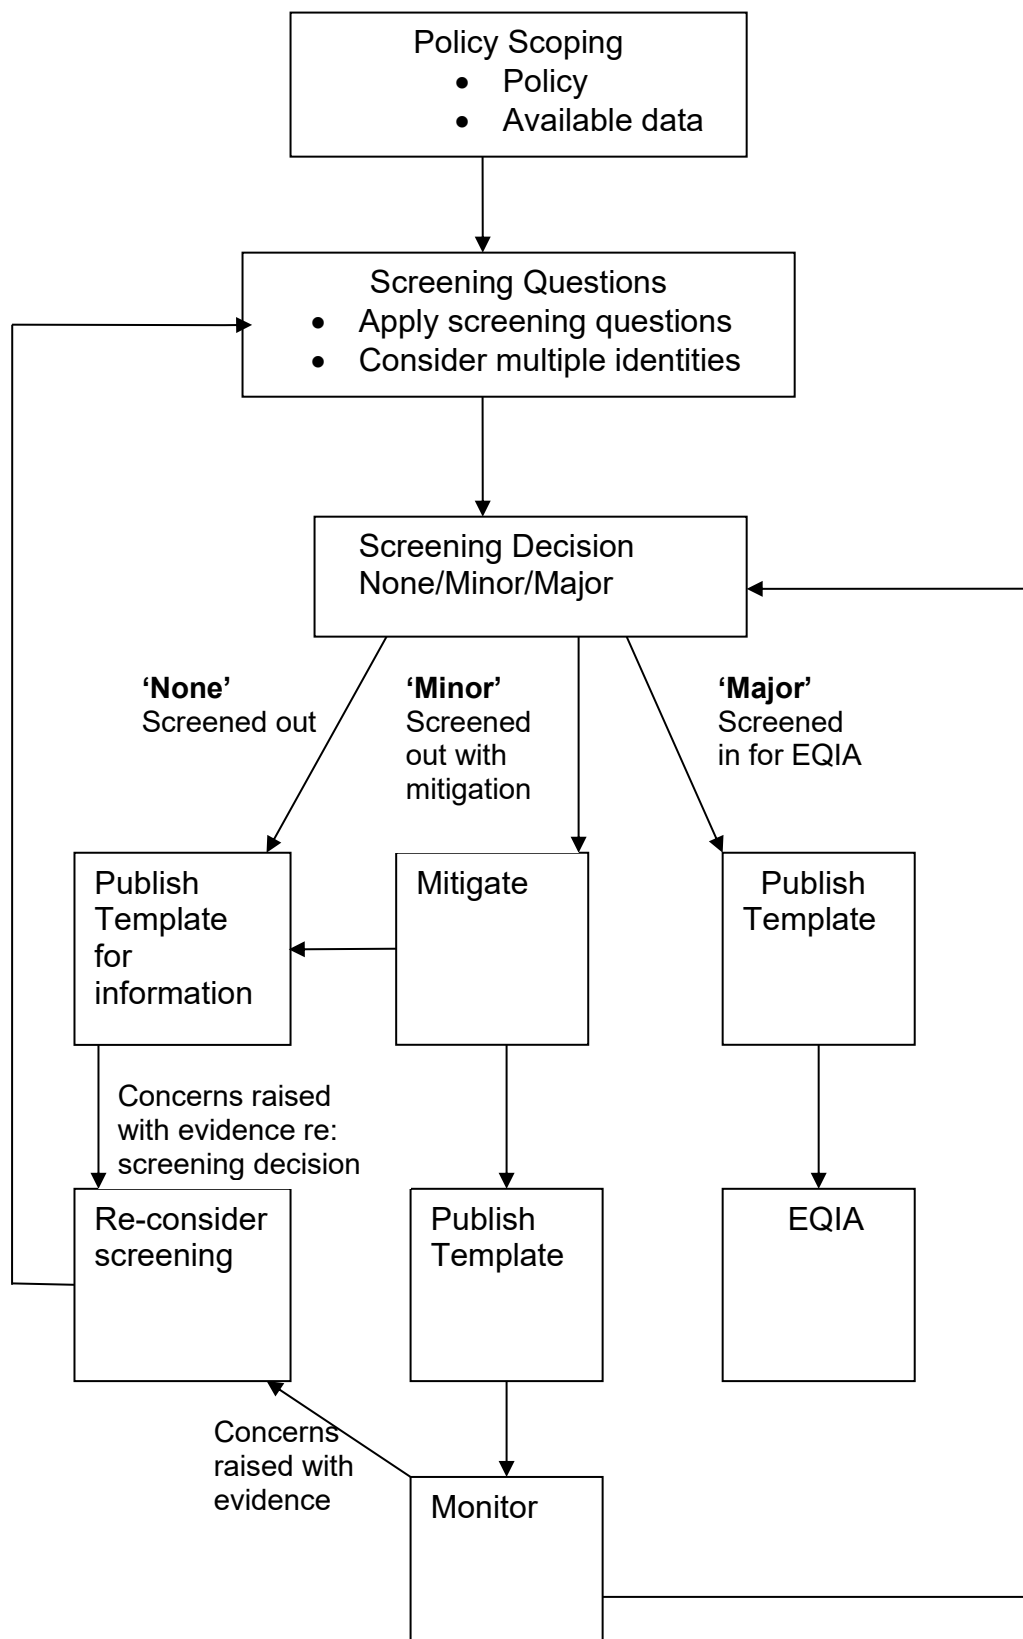 Policy Scoping
• Policy
• Available data
Screening Questions
• Apply screening questions
• Consider multiple identities
Screening Decision
None/Minor/Major
‘None’
Screened out
‘Minor’
Screened
out with
mitigation
‘Major’
Screened
in for EQIA
Publish
Template
for
information
Mitigate
Publish
Template
Concerns raised
with evidence re:
screening decision
Re-consider
screening
Publish
Template
EQIA
Concerns
raised with
evidence
Monitor